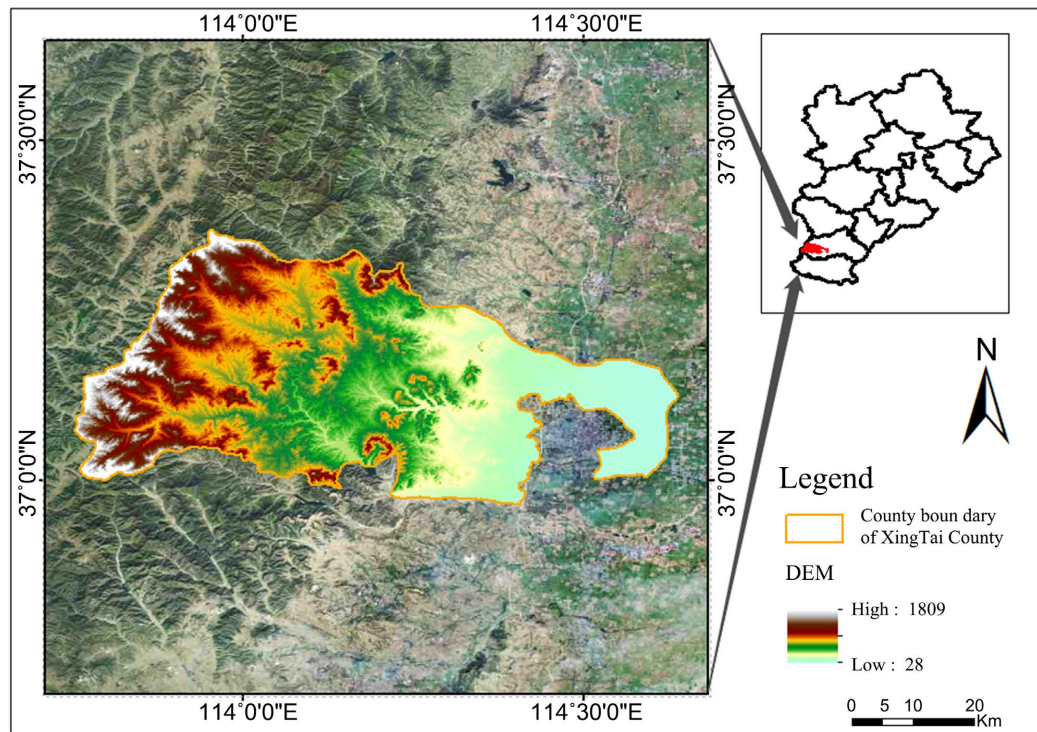 114°0'0"E
114°30'0"E
37°30'0"N
37°30'0"N
37°0'0"N
37°0'0"N
114°0'0"E
114°30'0"E
N
Legend
County boun dary
of XingTai County
DEM
High : 1809
Low : 28
0 5 10 20
Km